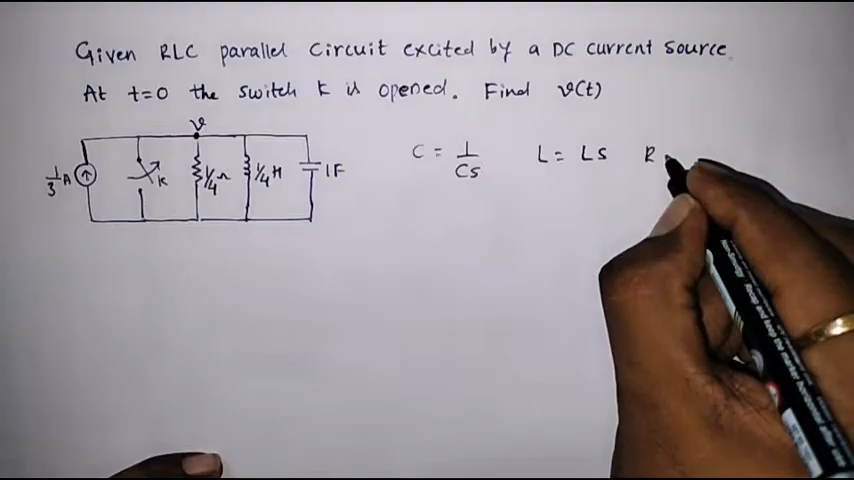 Given RLC parallel circuit excited by a DC current source.
At t=0 the switch k is opened. Find v(t)
v
1/3 A
k
1/4 Ω
1/4 H
1F
C = 1/Cs L = Ls R